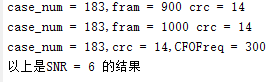 case_num = 183,fram = 900 crc = 14
case_num = 183,fram = 1000 crc = 14
case_num = 183,crc = 14,CFOFreq = 300
以上是SNR = 6 的结果